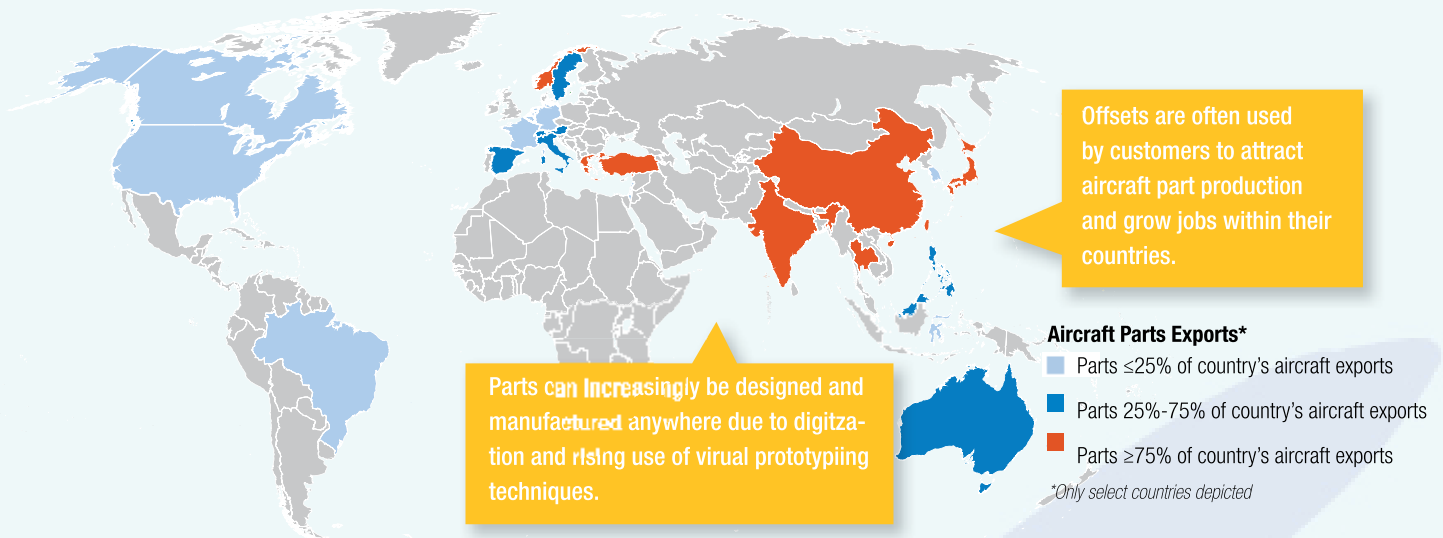 Offsets are often used
by customers to attract
aircraft part production
and grow jobs within their
countries.
Parts can increasingly be designed and
manufactured anywhere due to digitza-
tion and rising use of virual prototypiing
techniques.
Aircraft Parts Exports*
Parts ≤25% of country's aircraft exports
Parts 25%-75% of country's aircraft exports
Parts ≥75% of country's aircraft exports
*Only select countries depicted